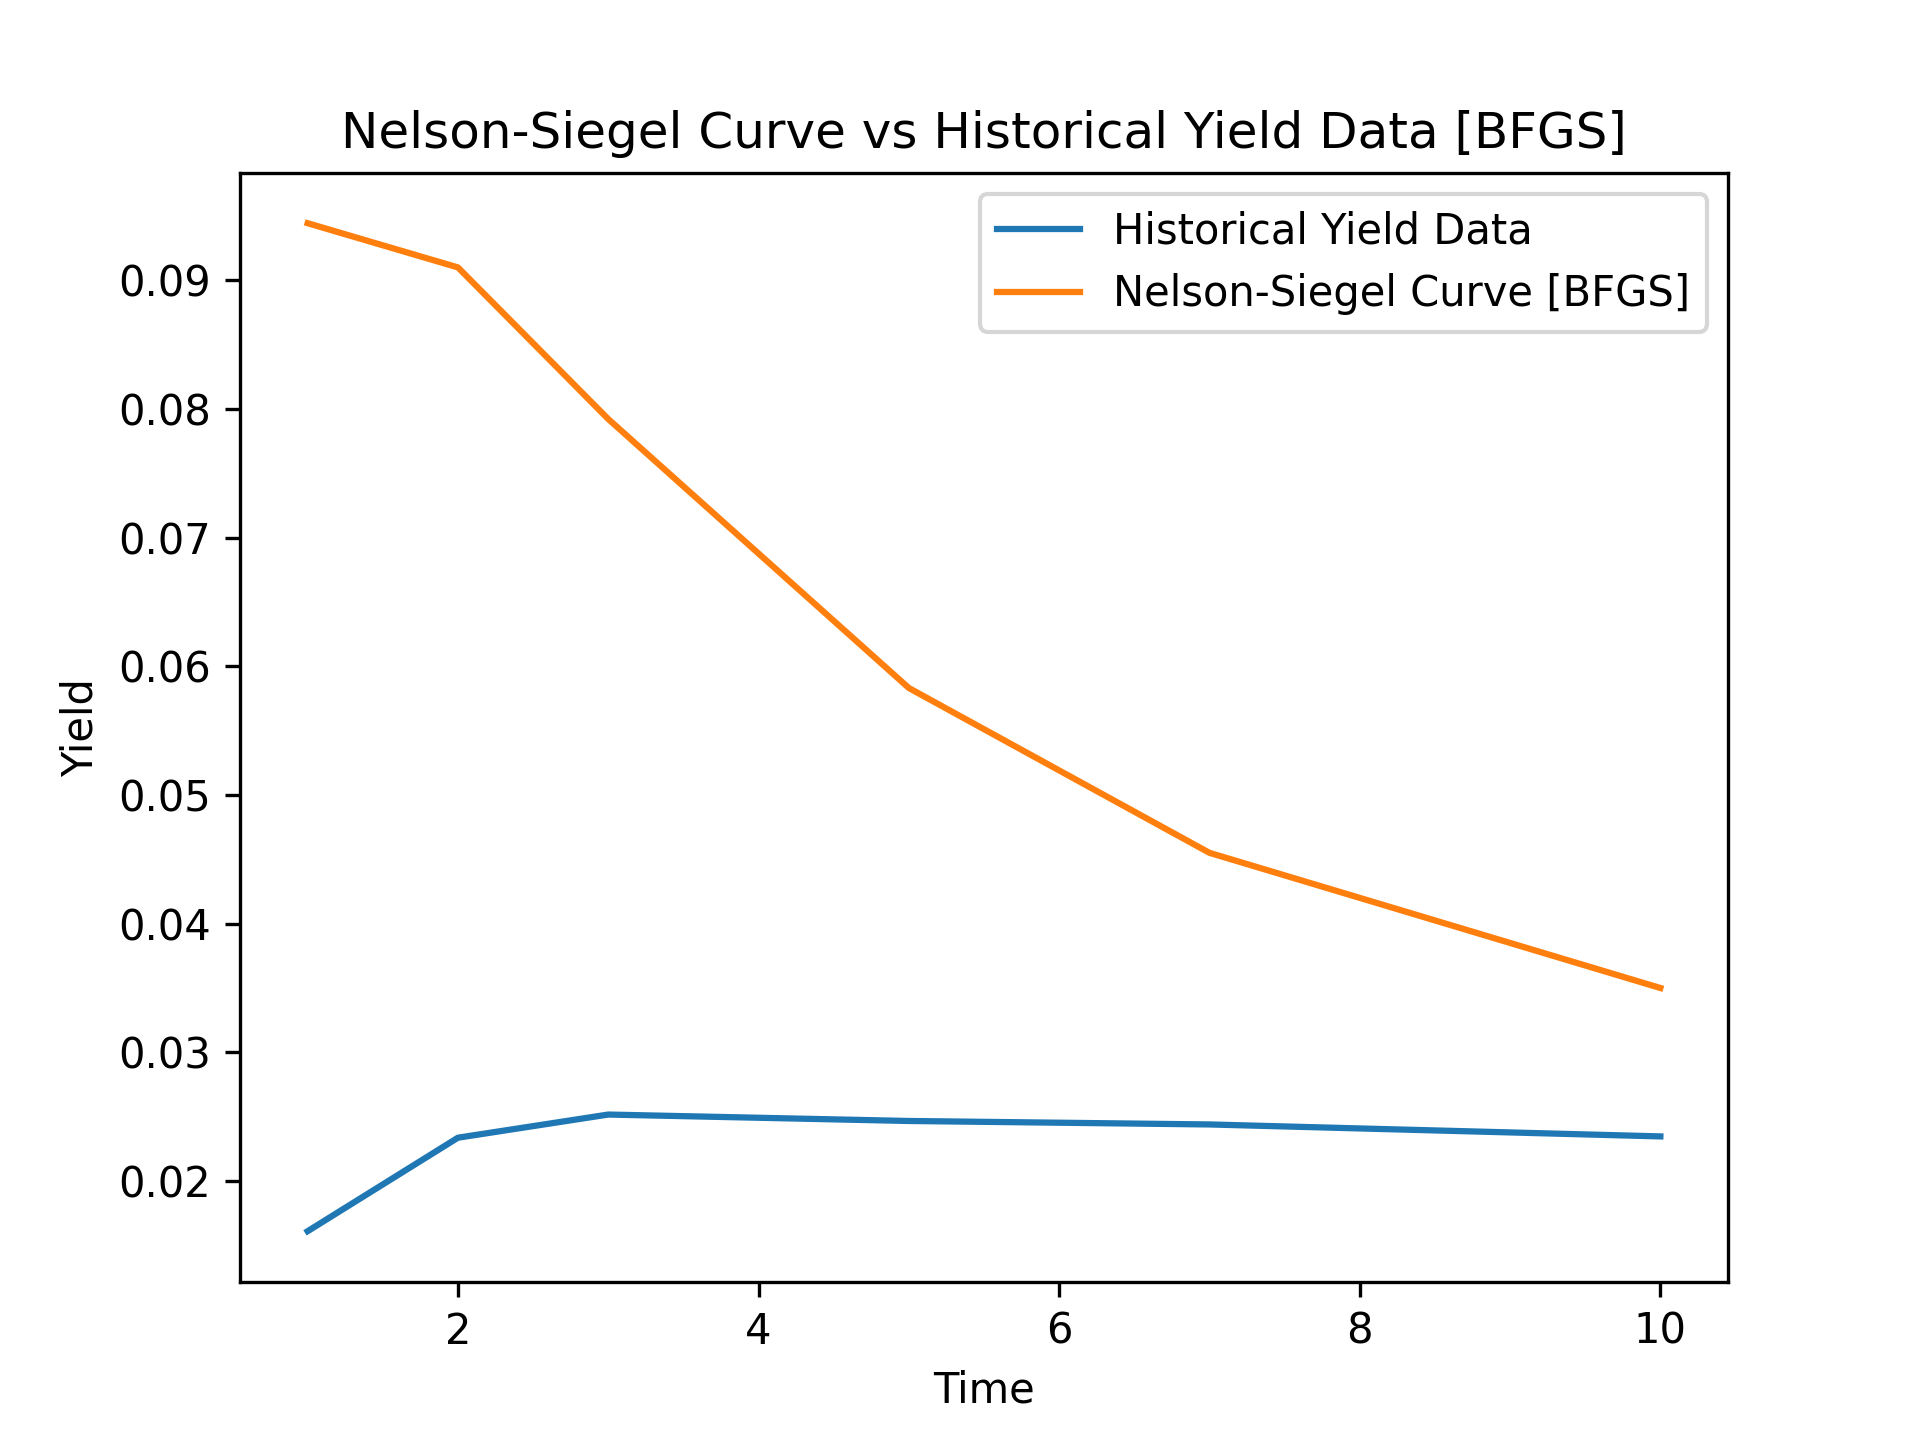 Nelson-Siegel Curve vs Historical Yield Data [BFGS]
Historical Yield Data
Nelson-Siegel Curve [BFGS]
Yield
0.09
0.08
0.07
0.06
0.05
0.04
0.03
0.02
2 4 6 8 10
Time